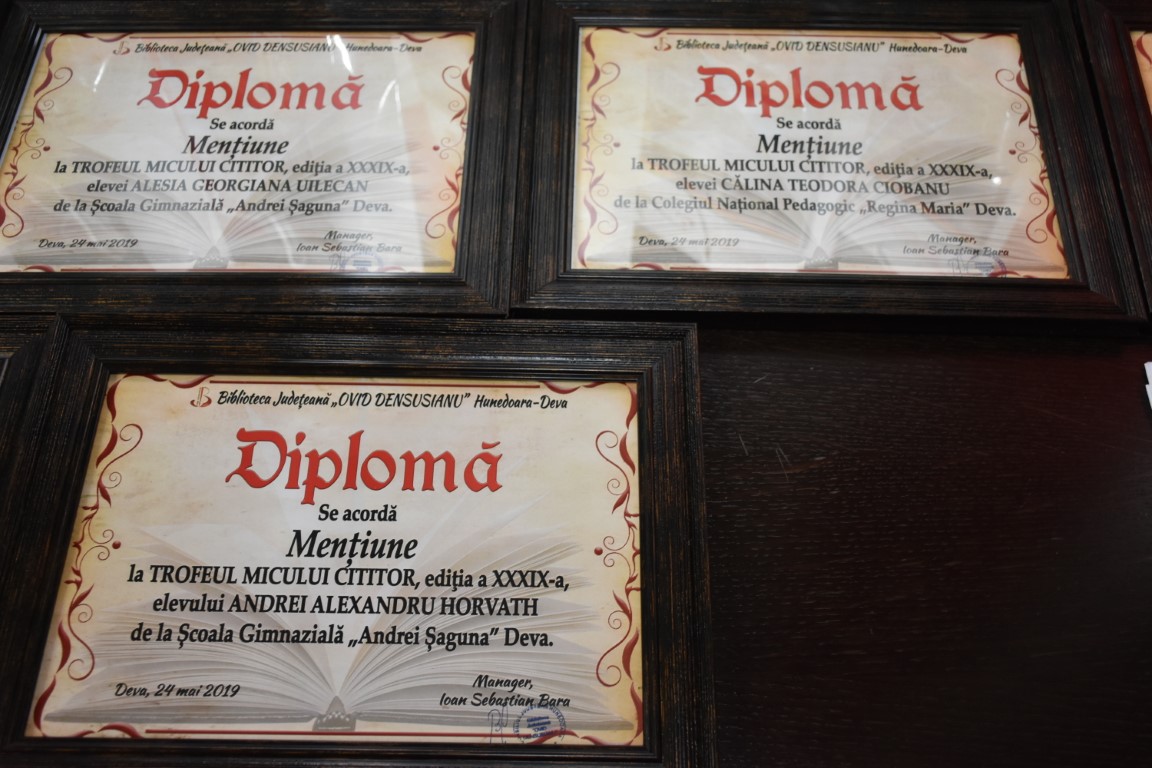 Biblioteca Județeană „OVID DENSUSIANU" Hunedoara-Deva
Diplomă
Se acordă
Mențiune
la TROFEUL MICULUI CITITOR, ediția a XXXIX-a,
elevei ALESIA GEORGIANA UILECAN
de la Școala Gimnazială „Andrei Șaguna” Deva.
Deva, 24 mai 2019
Manager,
Ioan Sebastian Bara
Biblioteca Județeană „OVID DENSUSIANU” Hunedoara-Deva
Diplomă
Se acordă
Mențiune
la TROFEUL MICULUI CITITOR, ediția a XXXIX-a,
elevei CĂLINA TEODORA CIOBANU
de la Colegiul Național Pedagogic „Regina Maria” Deva.
Deva, 24 mai 2019
Manager,
Ioan Sebastian Bara
Biblioteca Județeană „OVID DENSUSIANU” Hunedoara-Deva
Diplomă
Se acordă
Mențiune
la TROFEUL MICULUI CITITOR, ediția a XXXIX-a,
elevului ANDREI ALEXANDRU HORVATH
de la Școala Gimnazială „Andrei Șaguna” Deva.
Deva, 24 mai 2019
Manager,
Ioan Sebastian Bara